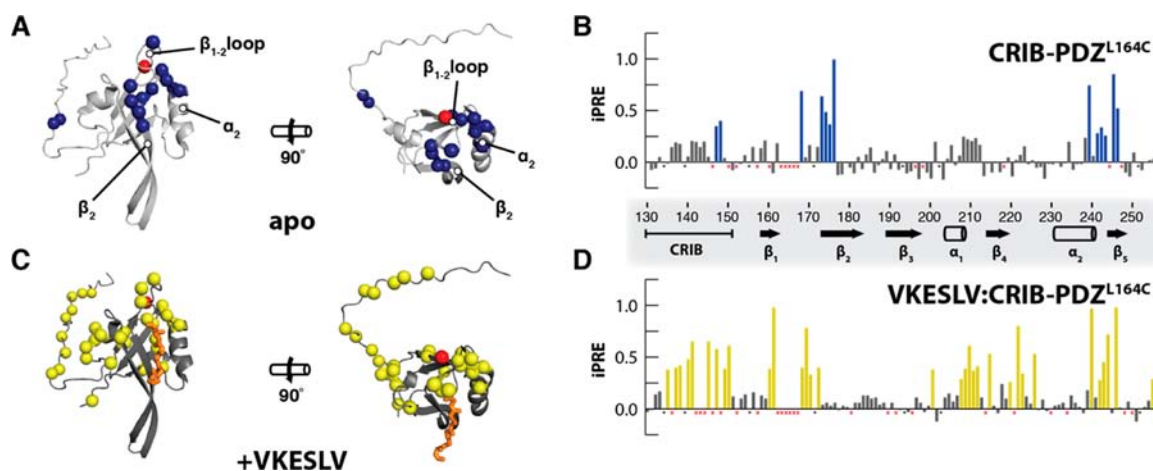 A
β1-2loop
β1-2loop
α2
α2
90°
β2
β2
apo
B
CRIB-PDZL164C
iPRE
1.0
0.5
0.0
130 140 150 160 170 180 190 200 210 220 230 240 250
CRIB β1 β2 β3 α1 β4 α2 β5
C
90°
+VKESLV
D
VKESLV:CRIB-PDZL164C
iPRE
1.0
0.5
0.0